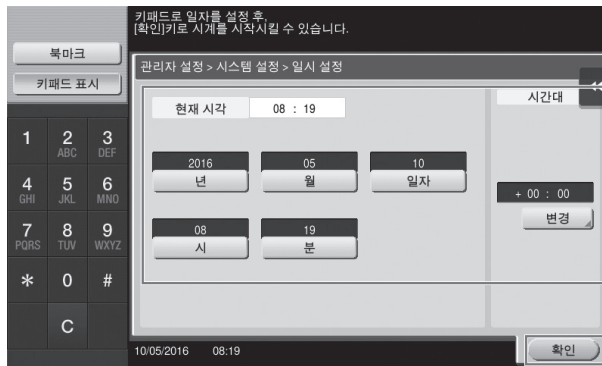 키패드로 일자를 설정 후,
[확인]키로 시계를 시작시킬 수 있습니다.
북마크
키패드 표시
관리자 설정 > 시스템 설정 > 일시 설정
현재 시각 08 : 19
시간대
2016 05 10
년 월 일자
+ 00 : 00
변경
08 19
시 분
1 2 ABC 3 DEF
4 GHI 5 JKL 6 MNO
7 PQRS 8 TUV 9 WXYZ
* 0 #
C
10/05/2016 08:19
확인